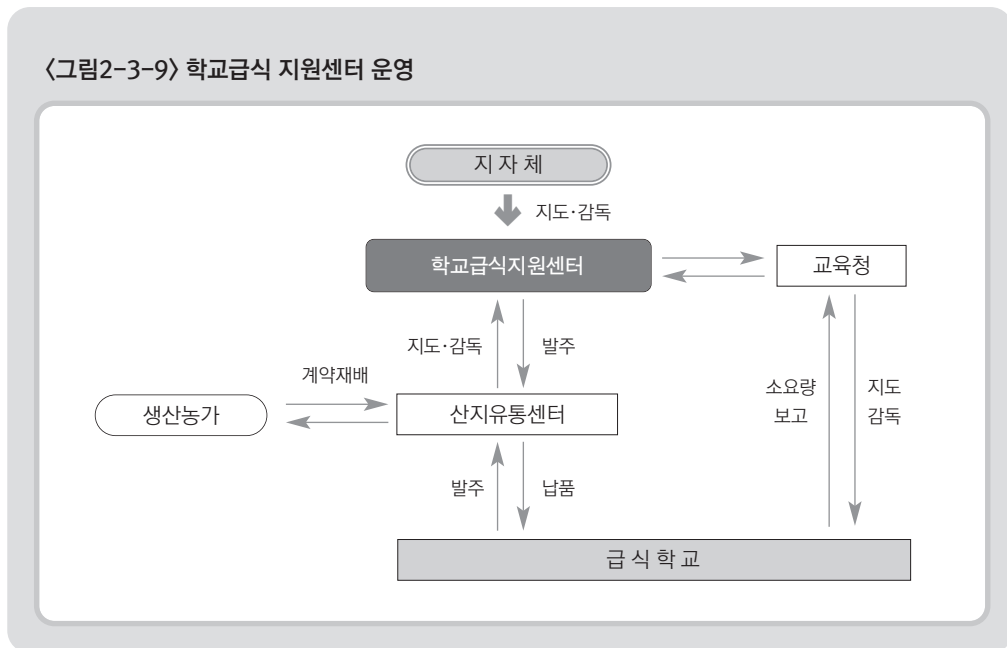 〈그림2-3-9〉 학교급식 지원센터 운영
지 자 체
지도·감독
학교급식지원센터
교육청
지도·감독
발주
계약재배
소요량
보고
지도
감독
생산농가
산지유통센터
발주
납품
급 식 학 교